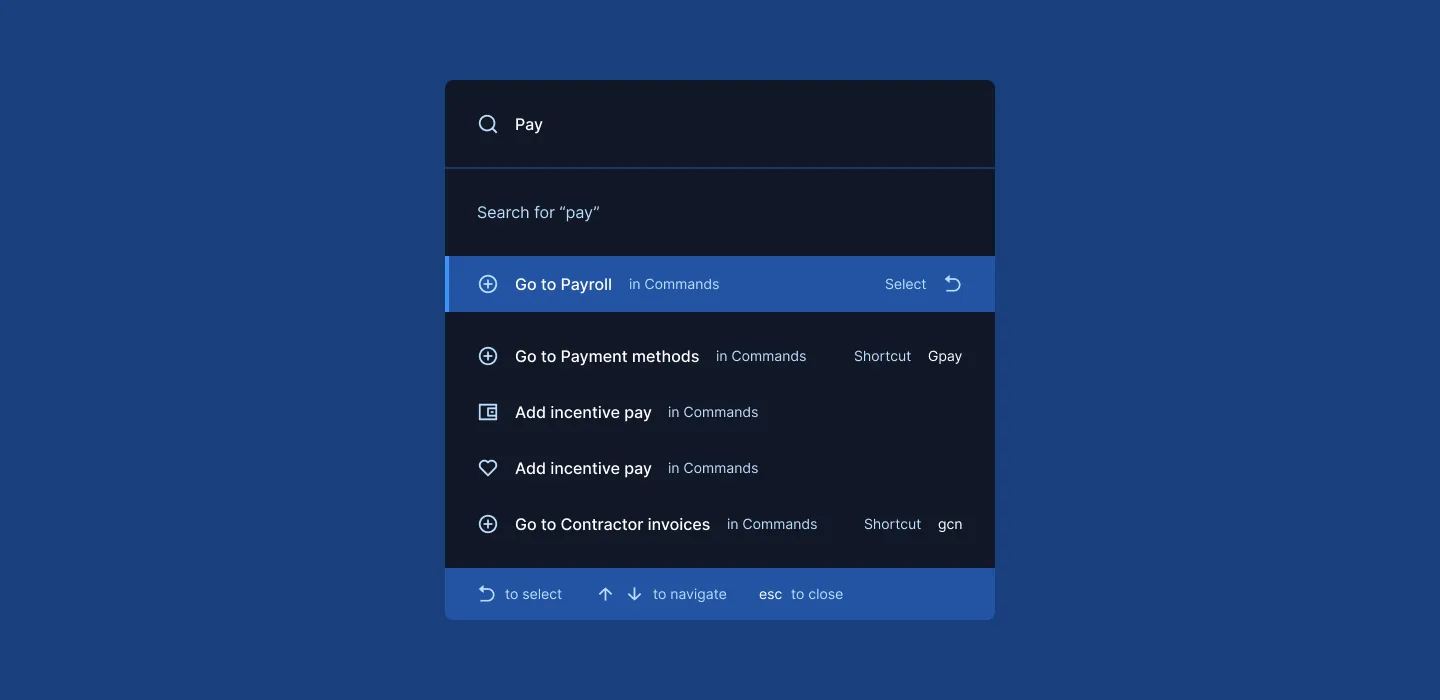 Pay
Search for “pay”
Go to Payroll in Commands Select
Go to Payment methods in Commands Shortcut Gpay
Add incentive pay in Commands
Add incentive pay in Commands
Go to Contractor invoices in Commands Shortcut gcn
to select to navigate esc to close